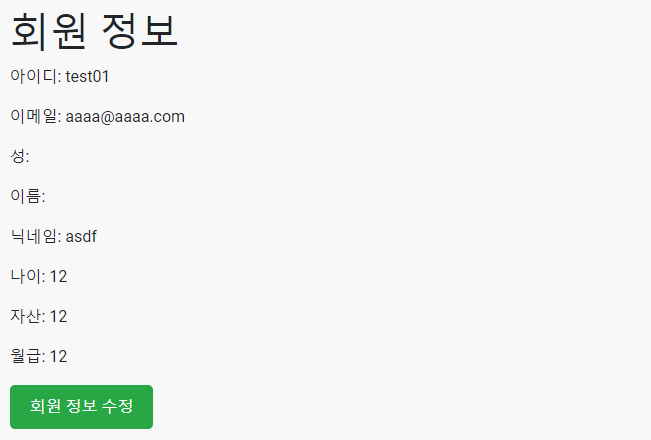 회원 정보
아이디: test01
이메일: aaaa@aaaa.com
성:
이름:
닉네임: asdf
나이: 12
자산: 12
월급: 12
회원 정보 수정